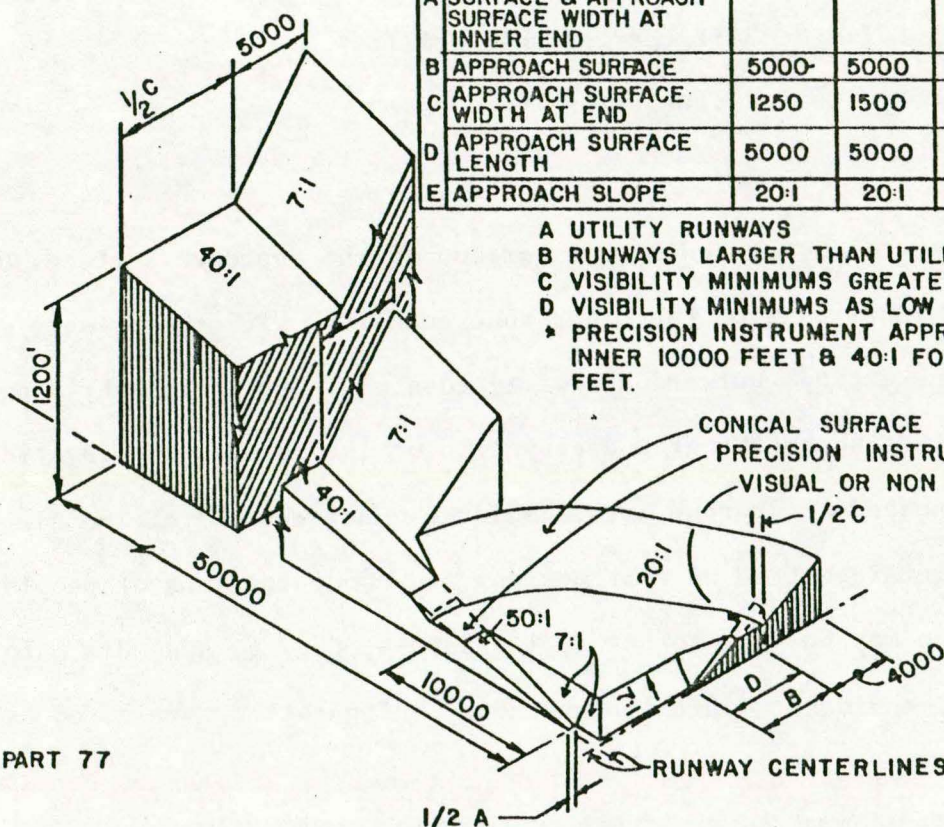 A SURFACE & APPROACH
SURFACE WIDTH AT
INNER END
B APPROACH SURFACE 5000 5000
C APPROACH SURFACE
WIDTH AT END 1250 1500
D APPROACH SURFACE
LENGTH 5000 5000
E APPROACH SLOPE 20:1 20:1
A UTILITY RUNWAYS
B RUNWAYS LARGER THAN UTILI
C VISIBILITY MINIMUMS GREATE
D VISIBILITY MINIMUMS AS LOW
* PRECISION INSTRUMENT APPR
INNER 10000 FEET & 40:1 FO
FEET.
5000
1/2 C
7:1
40:1
1200'
7:1
CONICAL SURFACE
PRECISION INSTRU
VISUAL OR NON
1/2 C
40:1
20:1
50000
50:1
7:1
7:1
10000
D
B
4000
PART 77
RUNWAY CENTERLINES
1/2 A